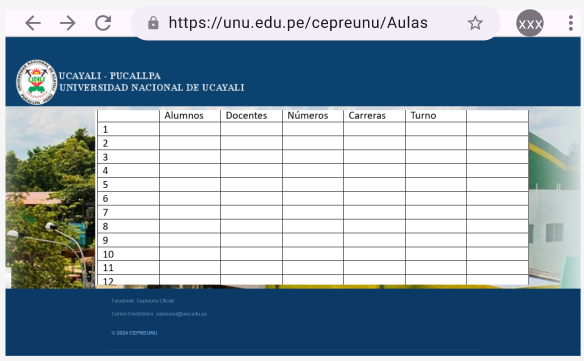 https://unu.edu.pe/cepreunu/Aulas
XXX
UCAYALI - PUCALLPA
UNIVERSIDAD NACIONAL DE UCAYALI
UNU
Alumnos Docentes Números Carreras Turno
1
2
3
4
5
6
7
8
9
10
11
12
Facebook: Cepreunu Oficial
Correo Electrónico: cepreunu@unu.edu.pe
© 2024 CEPREUNU